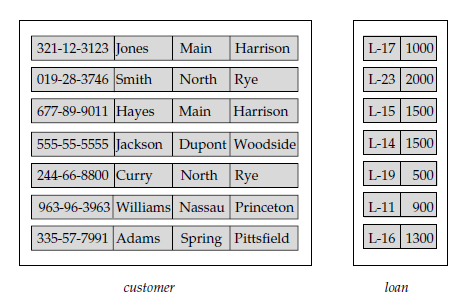 321-12-3123 Jones Main Harrison L-17 1000
019-28-3746 Smith North Rye L-23 2000
677-89-9011 Hayes Main Harrison L-15 1500
555-55-5555 Jackson Dupont Woodside L-14 1500
244-66-8800 Curry North Rye L-19 500
963-96-3963 Williams Nassau Princeton L-11 900
335-57-7991 Adams Spring Pittsfield L-16 1300
customer loan